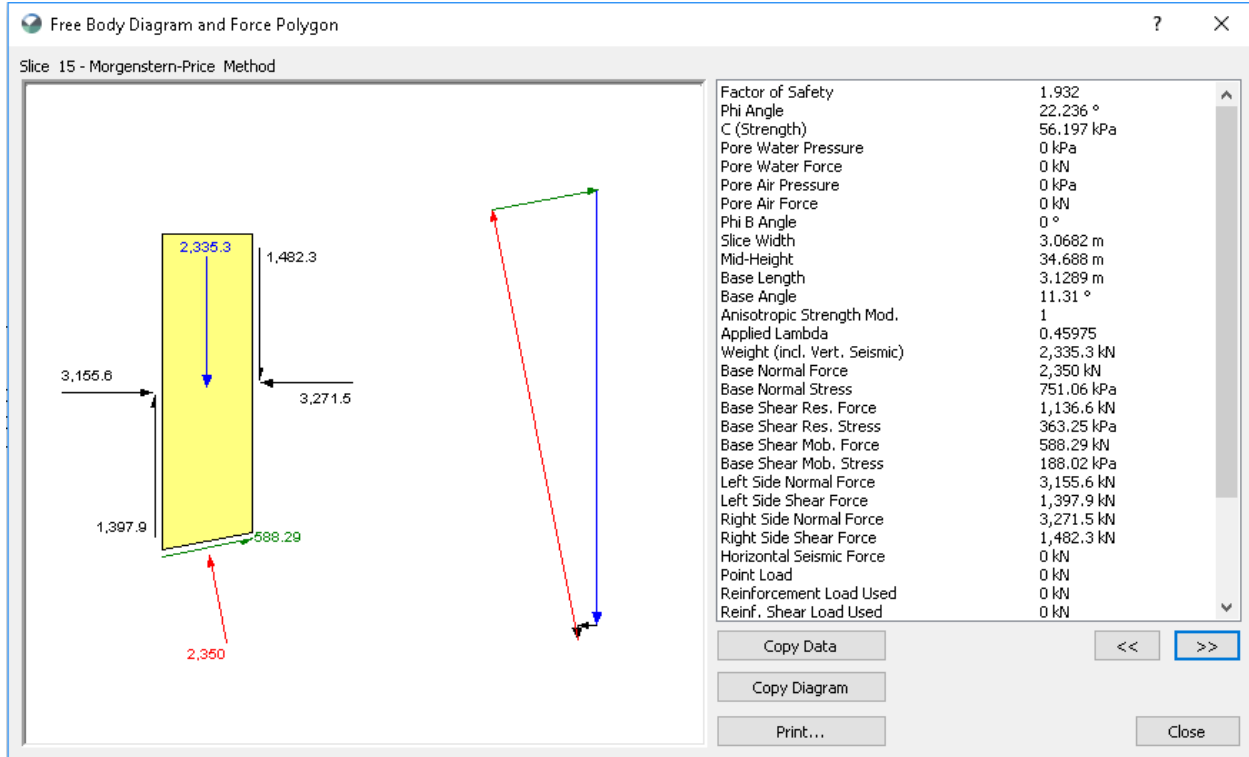 Free Body Diagram and Force Polygon ? ×
Slice 15 - Morgenstern-Price Method
2,335.3
1,482.3
3,155.6
3,271.5
1,397.9
588.29
2,350
Factor of Safety 1.932
Phi Angle 22.236 °
C (Strength) 56.197 kPa
Pore Water Pressure 0 kPa
Pore Water Force 0 kN
Pore Air Pressure 0 kPa
Pore Air Force 0 kN
Phi B Angle 0 °
Slice Width 3.0682 m
Mid-Height 34.688 m
Base Length 3.1289 m
Base Angle 11.31 °
Anisotropic Strength Mod. 1
Applied Lambda 0.45975
Weight (incl. Vert. Seismic) 2,335.3 kN
Base Normal Force 2,350 kN
Base Normal Stress 751.06 kPa
Base Shear Res. Force 1,136.6 kN
Base Shear Res. Stress 363.25 kPa
Base Shear Mob. Force 588.29 kN
Base Shear Mob. Stress 188.02 kPa
Left Side Normal Force 3,155.6 kN
Left Side Shear Force 1,397.9 kN
Right Side Normal Force 3,271.5 kN
Right Side Shear Force 1,482.3 kN
Horizontal Seismic Force 0 kN
Point Load 0 kN
Reinforcement Load Used 0 kN
Reinf. Shear Load Used 0 kN
Copy Data << >>
Copy Diagram
Print... Close